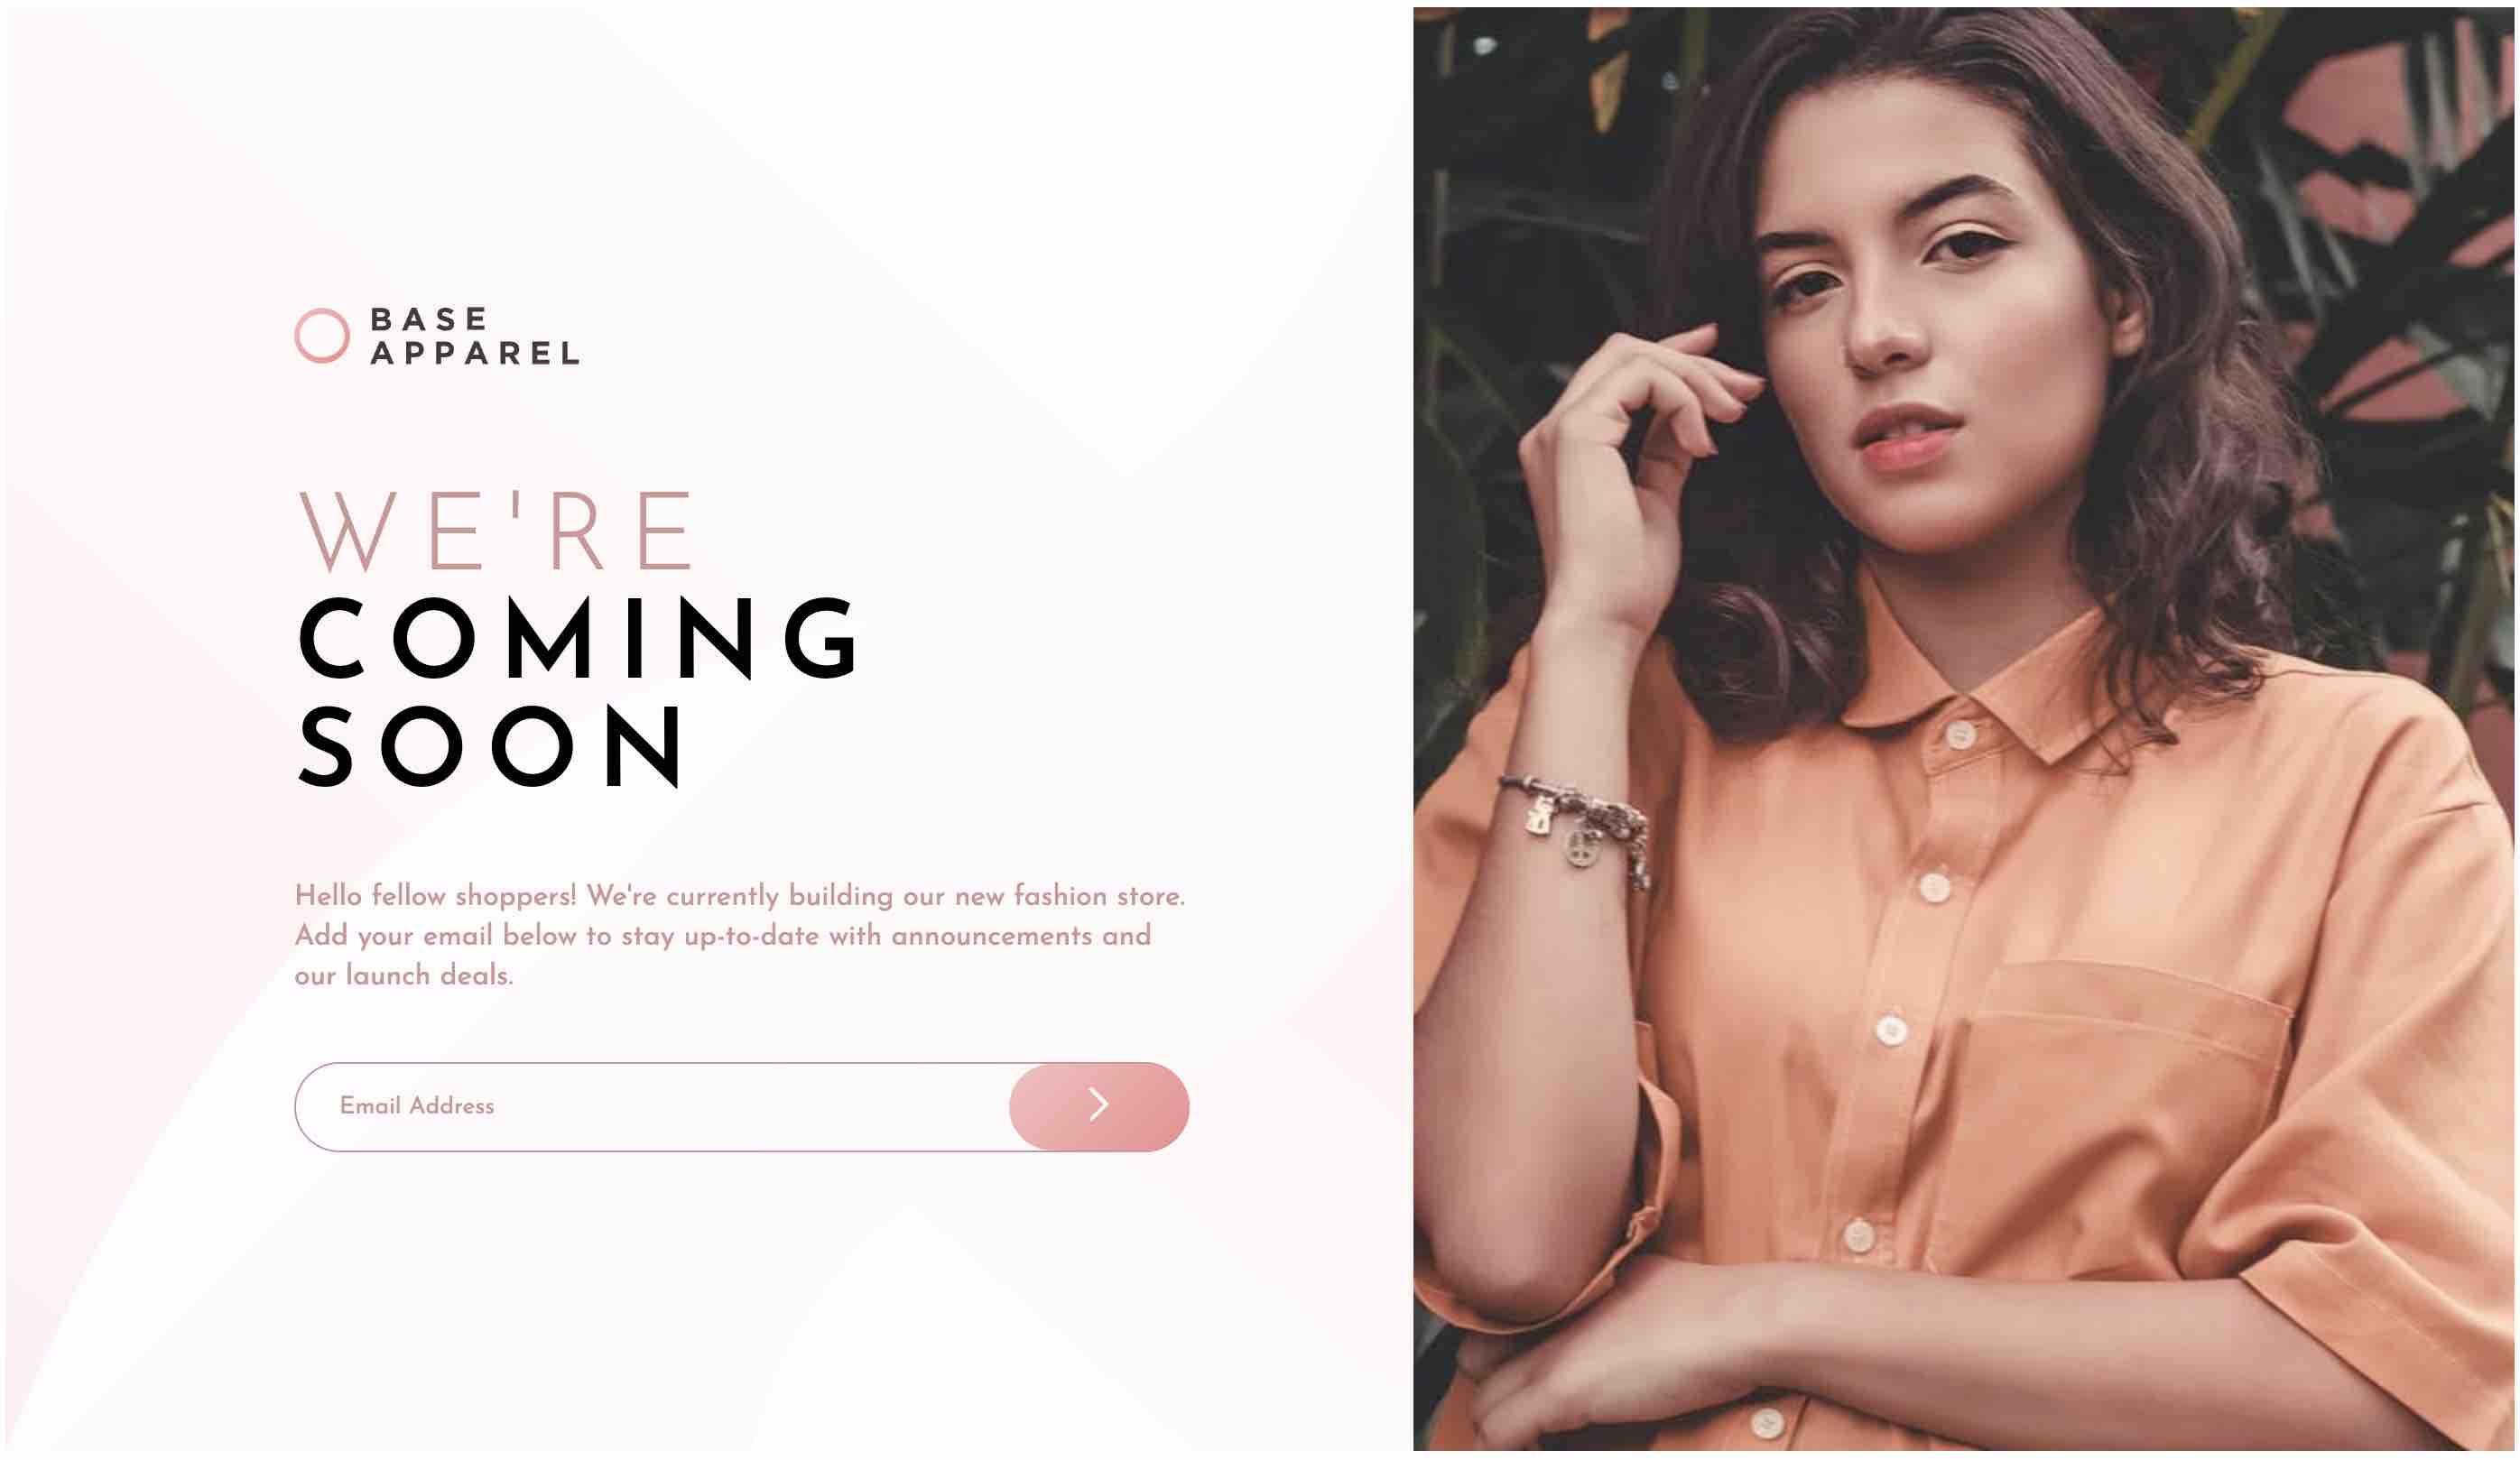 BASE
APPAREL
WE'RE
COMING
SOON
Hello fellow shoppers! We're currently building our new fashion store.
Add your email below to stay up-to-date with announcements and
our launch deals.
Email Address